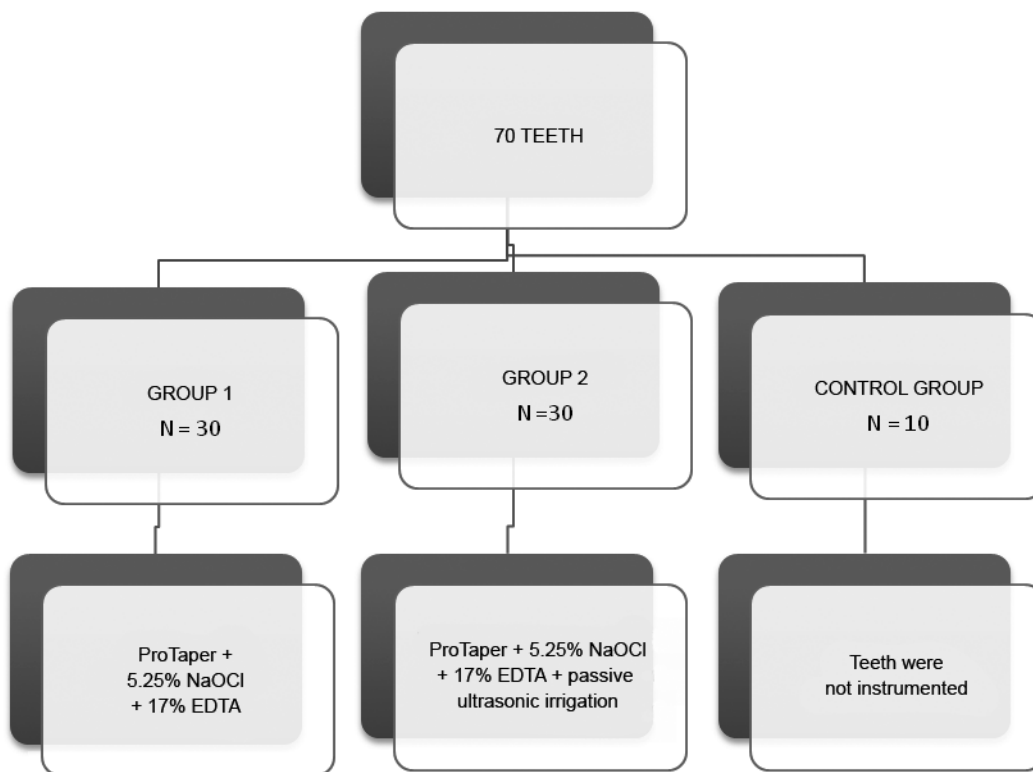 70 TEETH
GROUP 1
N = 30
GROUP 2
N =30
CONTROL GROUP
N = 10
ProTaper +
5.25% NaOCl
+ 17% EDTA
ProTaper + 5.25% NaOCl
+ 17% EDTA + passive
ultrasonic irrigation
Teeth were
not instrumented